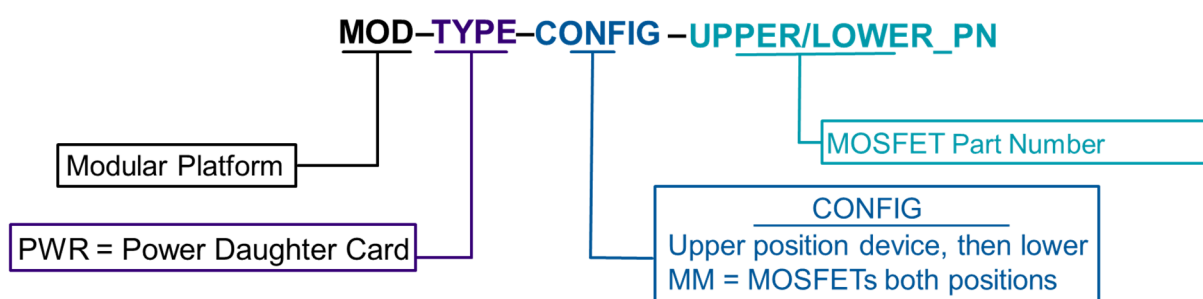 MOD–TYPE–CONFIG –UPPER/LOWER_PN
MOSFET Part Number
Modular Platform
CONFIG
PWR = Power Daughter Card
Upper position device, then lower
MM = MOSFETs both positions